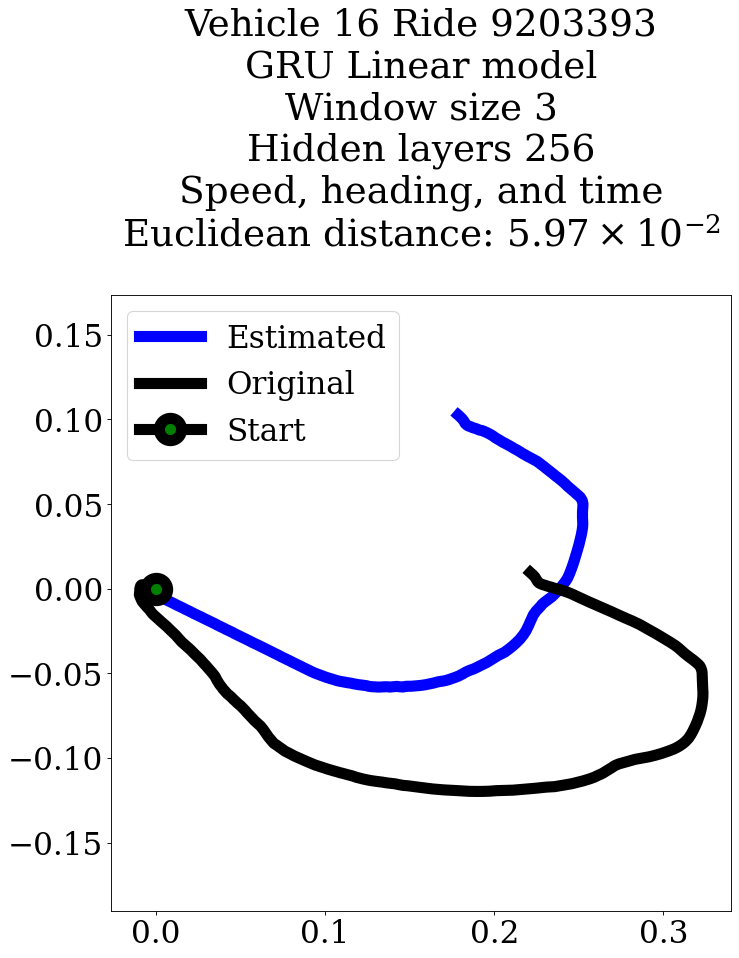 Vehicle 16 Ride 9203393
GRU Linear model
Window size 3
Hidden layers 256
Speed, heading, and time
Euclidean distance: 5.97 × 10⁻²
Estimated
Original
Start
0.15
0.10
0.05
0.00
−0.05
−0.10
−0.15
0.0 0.1 0.2 0.3